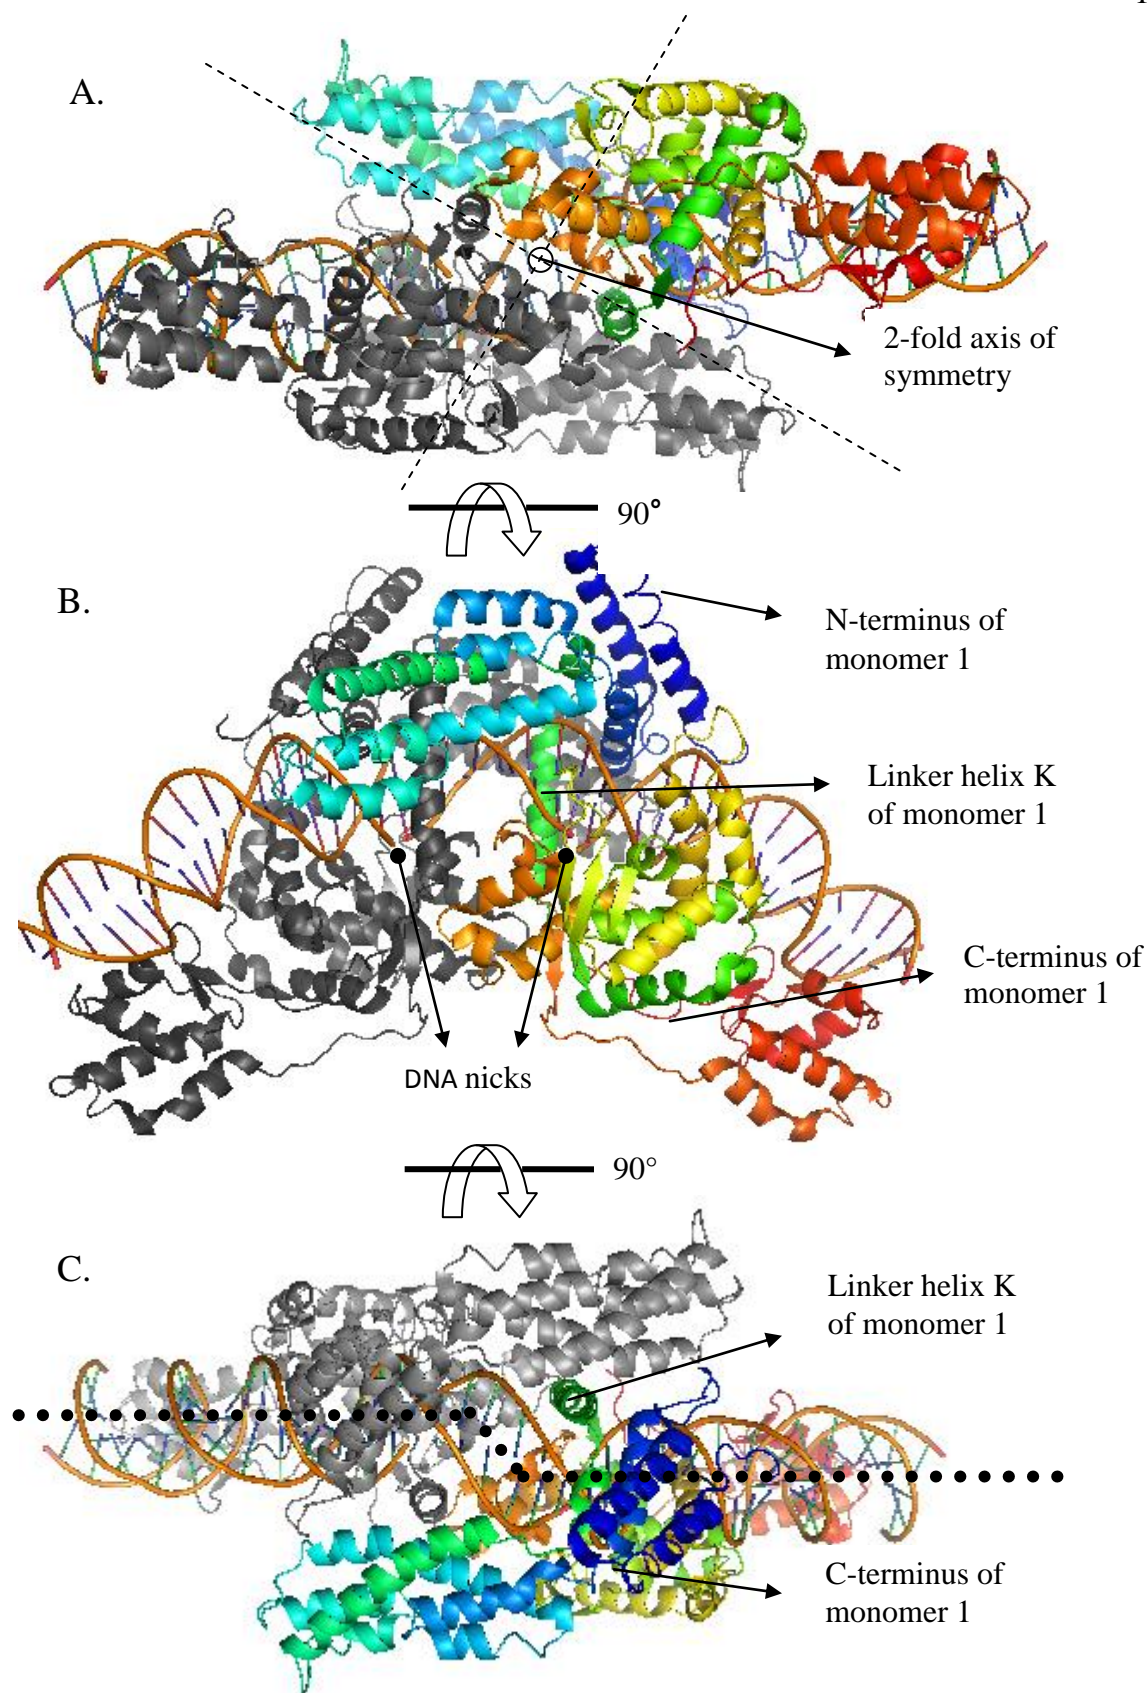 A.
2-fold axis of
symmetry
90°
B.
N-terminus of
monomer 1
Linker helix K
of monomer 1
C-terminus of
monomer 1
DNA nicks
90°
C.
Linker helix K
of monomer 1
C-terminus of
monomer 1